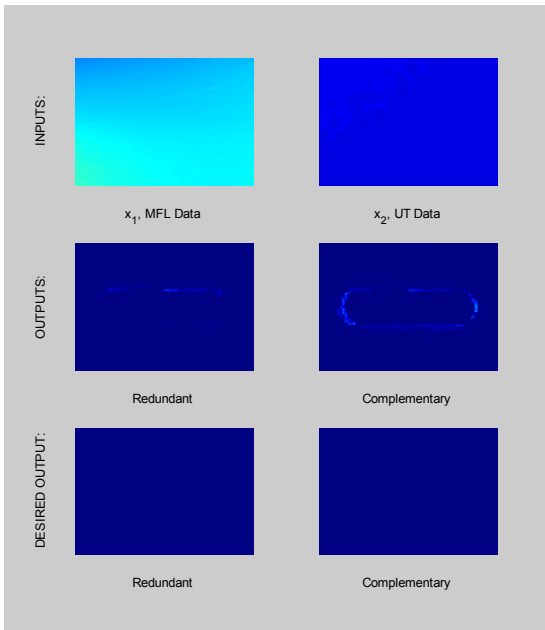 INPUTS:
x1, MFL Data
x2, UT Data
OUTPUTS:
Redundant
Complementary
DESIRED OUTPUT:
Redundant
Complementary